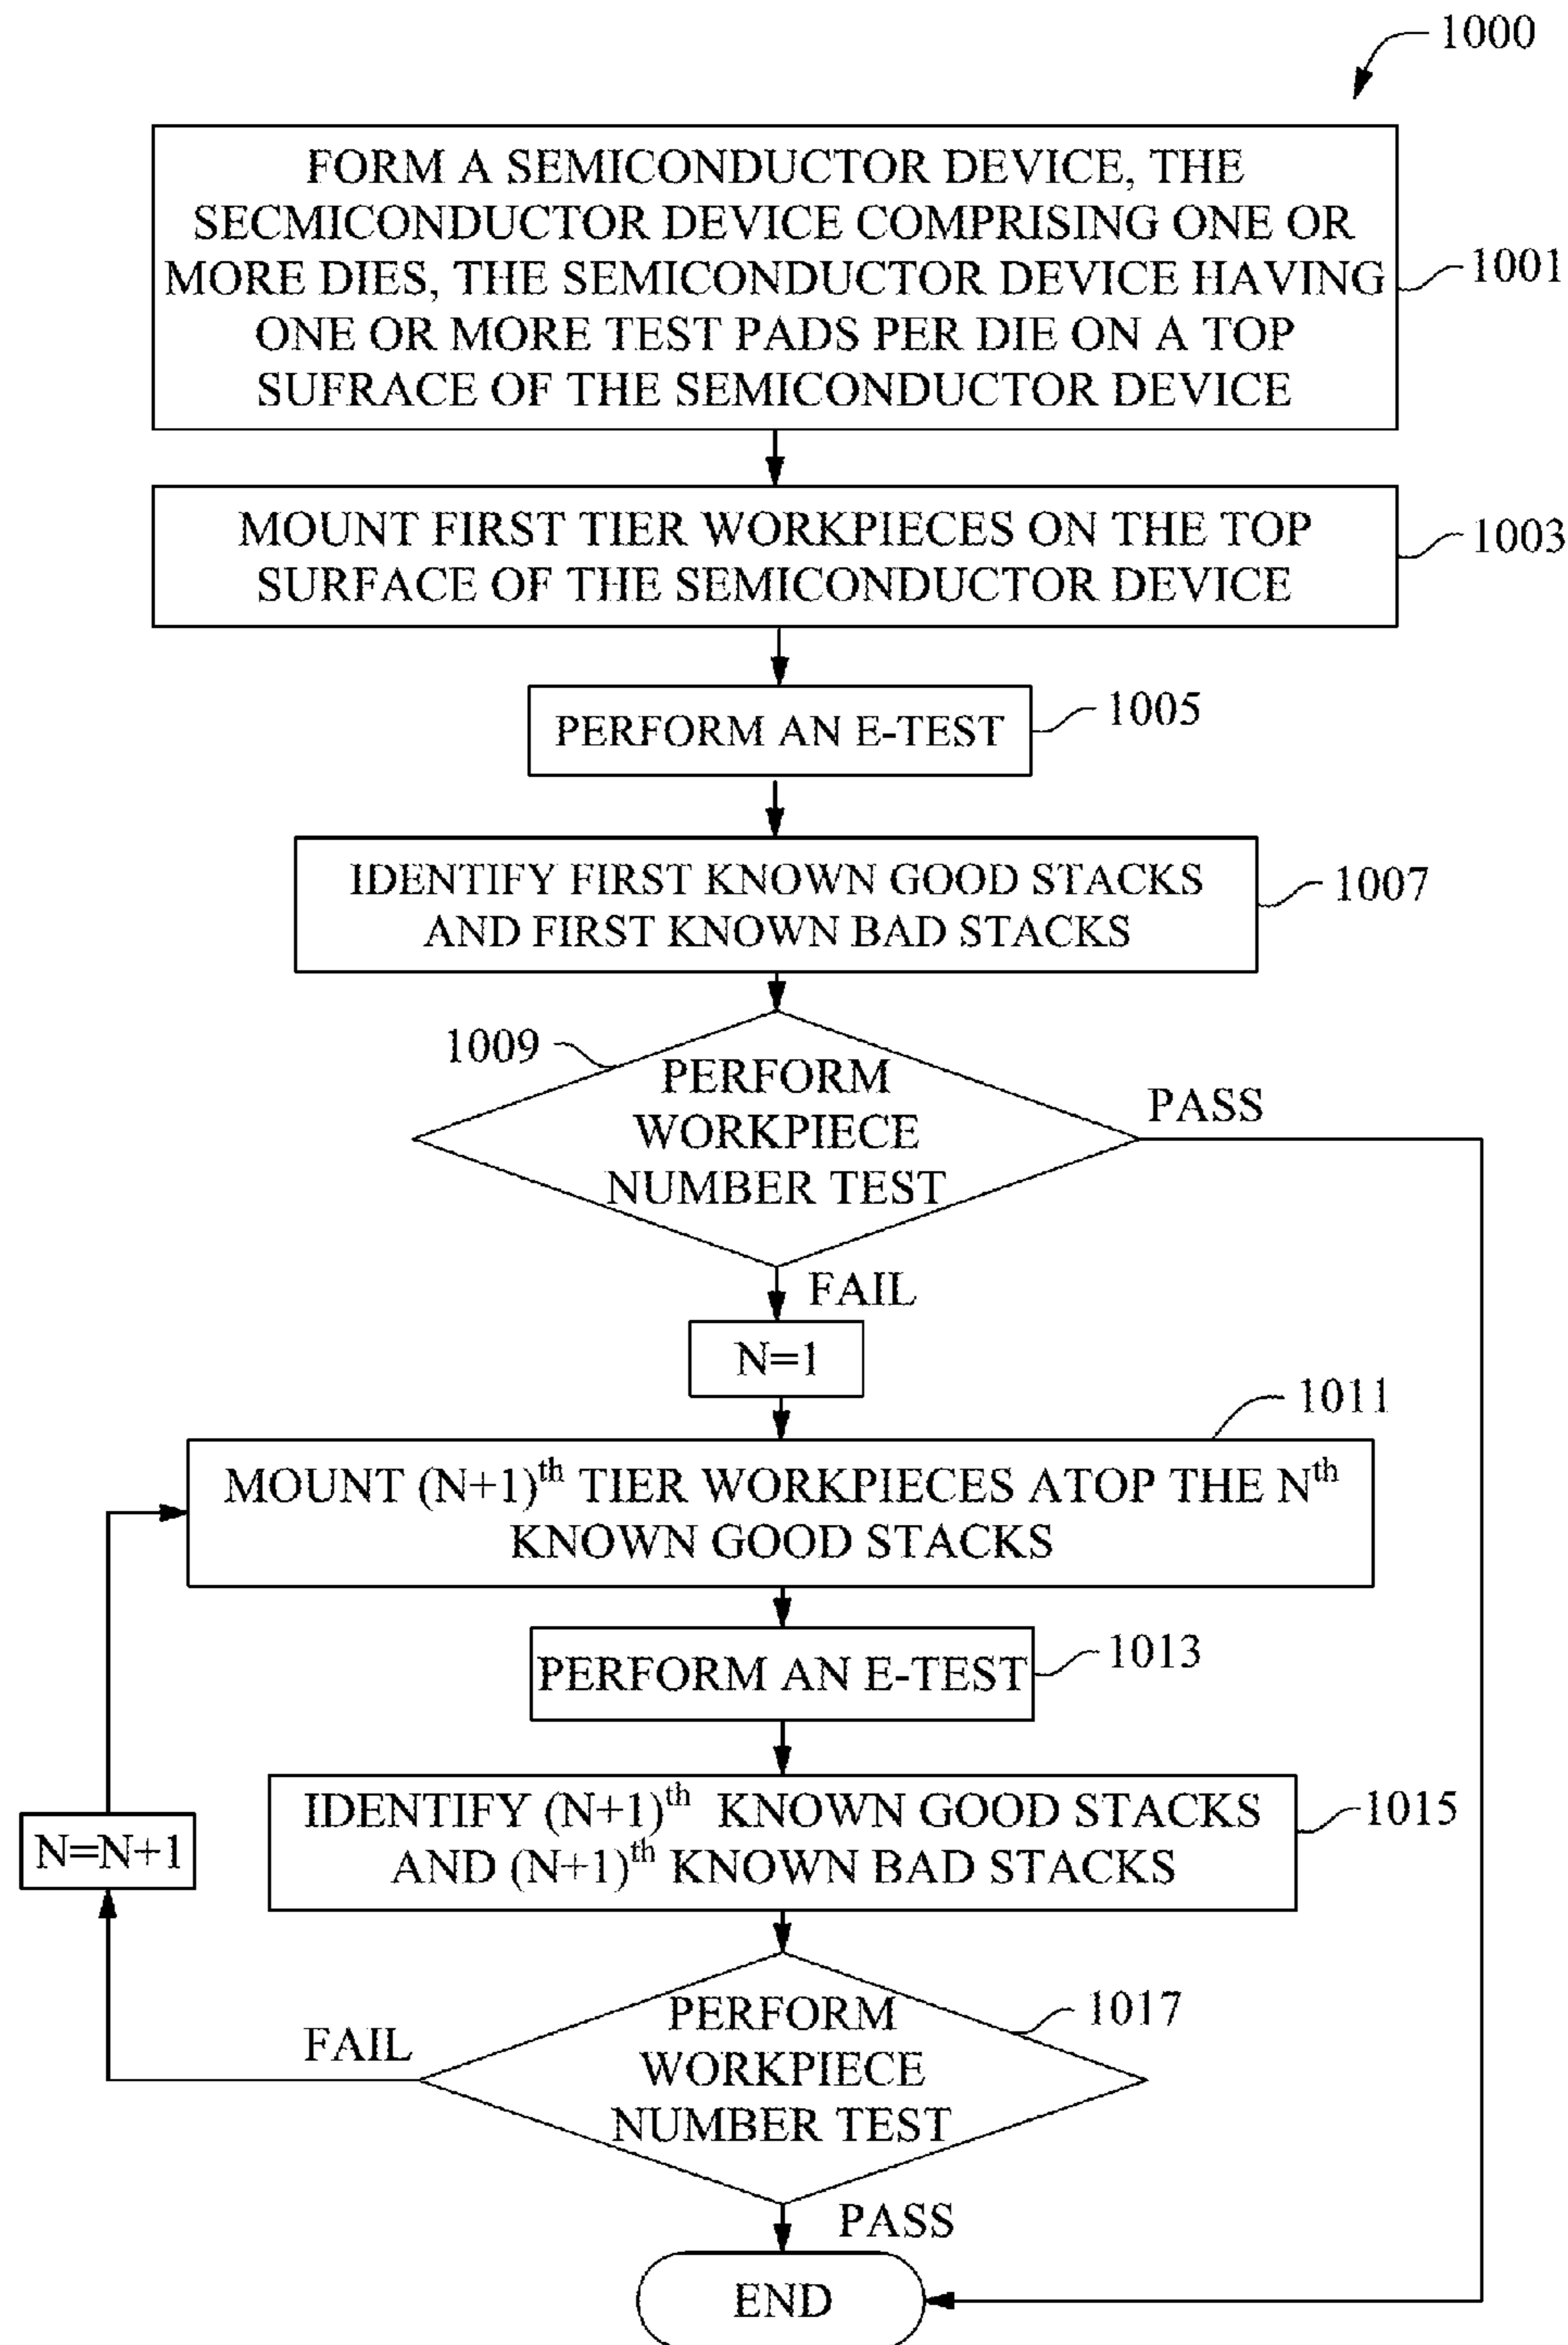 1000
FORM A SEMICONDUCTOR DEVICE, THE
SECMICONDUCTOR DEVICE COMPRISING ONE OR
MORE DIES, THE SEMICONDUCTOR DEVICE HAVING
ONE OR MORE TEST PADS PER DIE ON A TOP
SUFRACE OF THE SEMICONDUCTOR DEVICE
1001
MOUNT FIRST TIER WORKPIECES ON THE TOP
SURFACE OF THE SEMICONDUCTOR DEVICE
1003
PERFORM AN E-TEST
1005
IDENTIFY FIRST KNOWN GOOD STACKS
AND FIRST KNOWN BAD STACKS
1007
1009
PERFORM
WORKPIECE
NUMBER TEST
PASS
FAIL
N=1
1011
MOUNT (N+1)th TIER WORKPIECES ATOP THE Nth
KNOWN GOOD STACKS
PERFORM AN E-TEST
1013
IDENTIFY (N+1)th KNOWN GOOD STACKS
AND (N+1)th KNOWN BAD STACKS
1015
N=N+1
FAIL
PERFORM
WORKPIECE
NUMBER TEST
1017
PASS
END